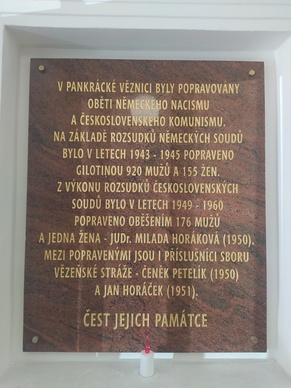 V PANKRÁCKÉ VĚZNICI BYLY POPRAVOVÁNY
OBĚTI NĚMECKÉHO NACISMU
A ČESKOSLOVENSKÉHO KOMUNISMU.
NA ZÁKLADĚ ROZSUDKŮ NĚMECKÝCH SOUDŮ
BYLO V LETECH 1943 - 1945 POPRAVENO
GILOTINOU 920 MUŽŮ A 155 ŽEN.
Z VÝKONU ROZSUDKŮ ČESKOSLOVENSKÝCH
SOUDŮ BYLO V LETECH 1949 - 1960
POPRAVENO OBĚŠENÍM 176 MUŽŮ
A JEDNA ŽENA - JUDr. MILADA HORÁKOVÁ (1950).
MEZI POPRAVENÝMI JSOU I PŘÍSLUŠNÍCI SBORU
VĚZEŇSKÉ STRÁŽE - ČENĚK PETELÍK (1950)
A JAN HORÁČEK (1951).
ČEST JEJICH PAMÁTCE